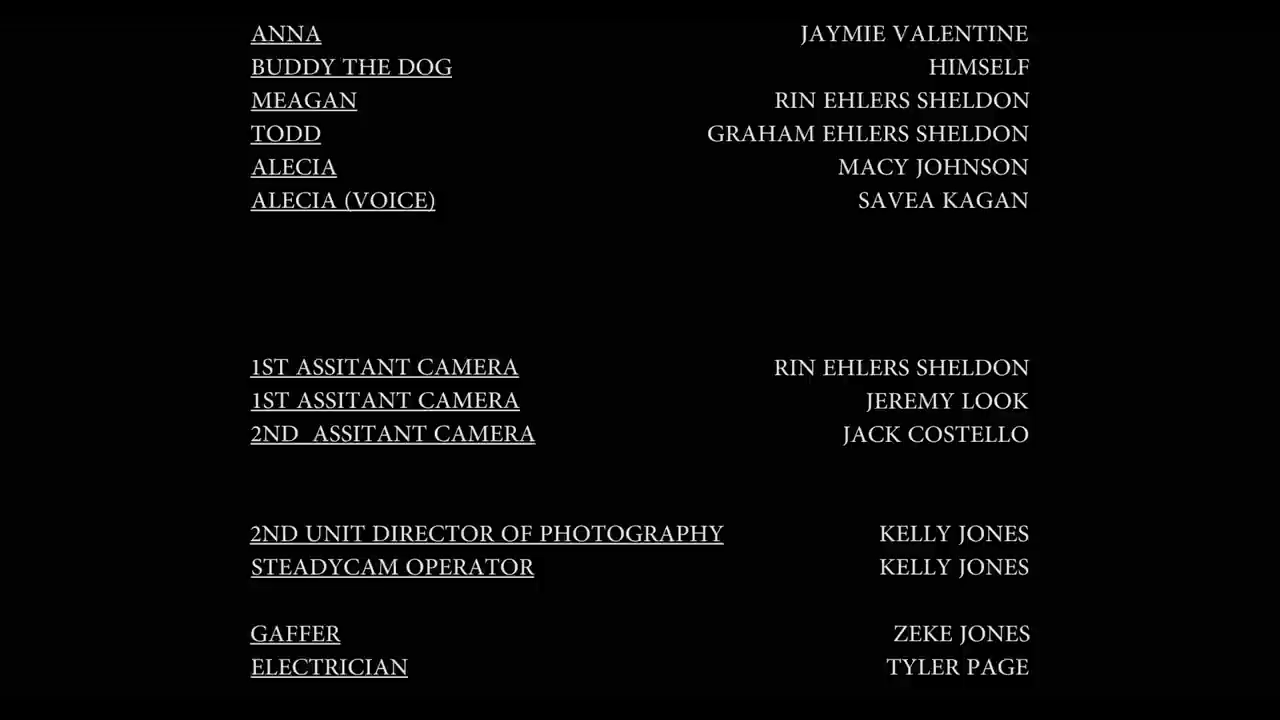 ANNA JAYMIE VALENTINE
BUDDY THE DOG HIMSELF
MEAGAN RIN EHLERS SHELDON
TODD GRAHAM EHLERS SHELDON
ALECIA MACY JOHNSON
ALECIA (VOICE) SAVEA KAGAN
1ST ASSITANT CAMERA RIN EHLERS SHELDON
1ST ASSITANT CAMERA JEREMY LOOK
2ND ASSITANT CAMERA JACK COSTELLO
2ND UNIT DIRECTOR OF PHOTOGRAPHY KELLY JONES
STEADYCAM OPERATOR KELLY JONES
GAFFER ZEKE JONES
ELECTRICIAN TYLER PAGE